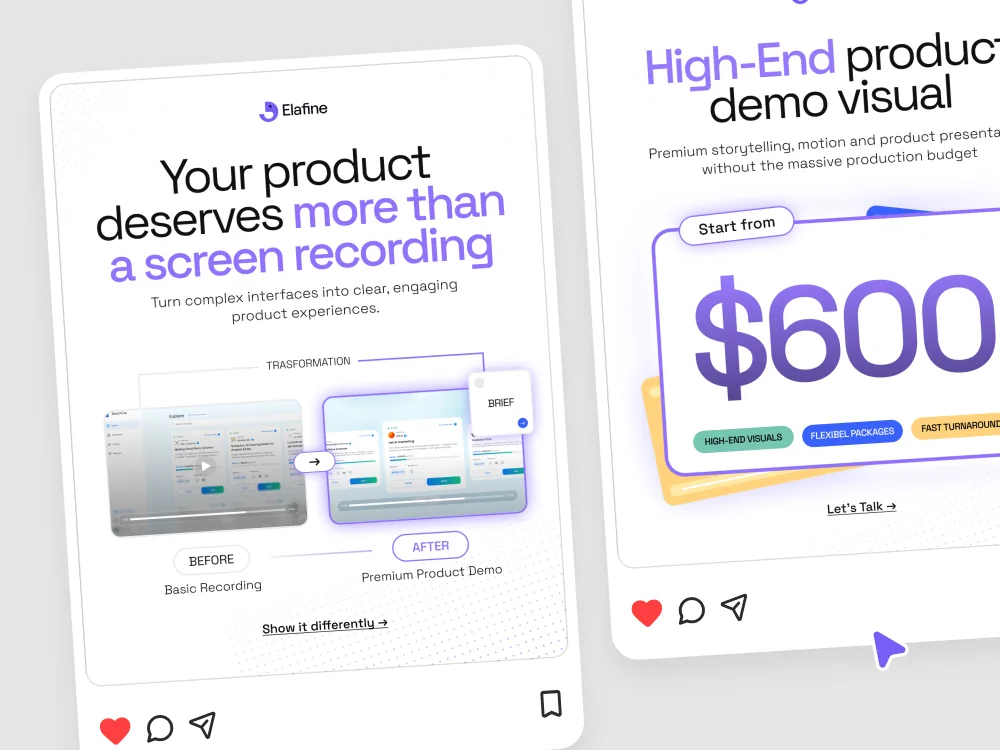 Elafine
Your product
deserves more than
a screen recording
Turn complex interfaces into clear, engaging
product experiences.
TRASFORMATION
BRIEF
Explore
BEFORE
AFTER
Basic Recording
Premium Product Demo
Show it differently →
High-End product
demo visual
Premium storytelling, motion and product presenta
without the massive production budget
Start from
$600
HIGH-END VISUALS
FLEXIBEL PACKAGES
FAST TURNAROUND
Let's Talk →